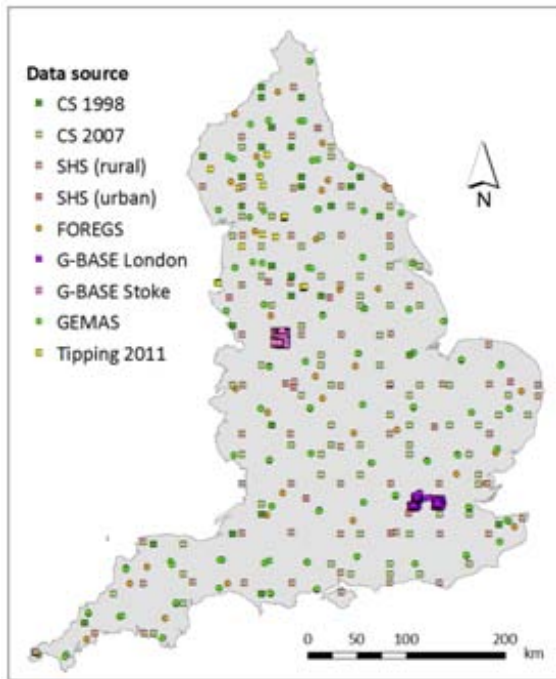 Data source
CS 1998
CS 2007
SHS (rural)
SHS (urban)
FOREGS
G-BASE London
G-BASE Stoke
GEMAS
Tipping 2011
N
0 50 100 200
km